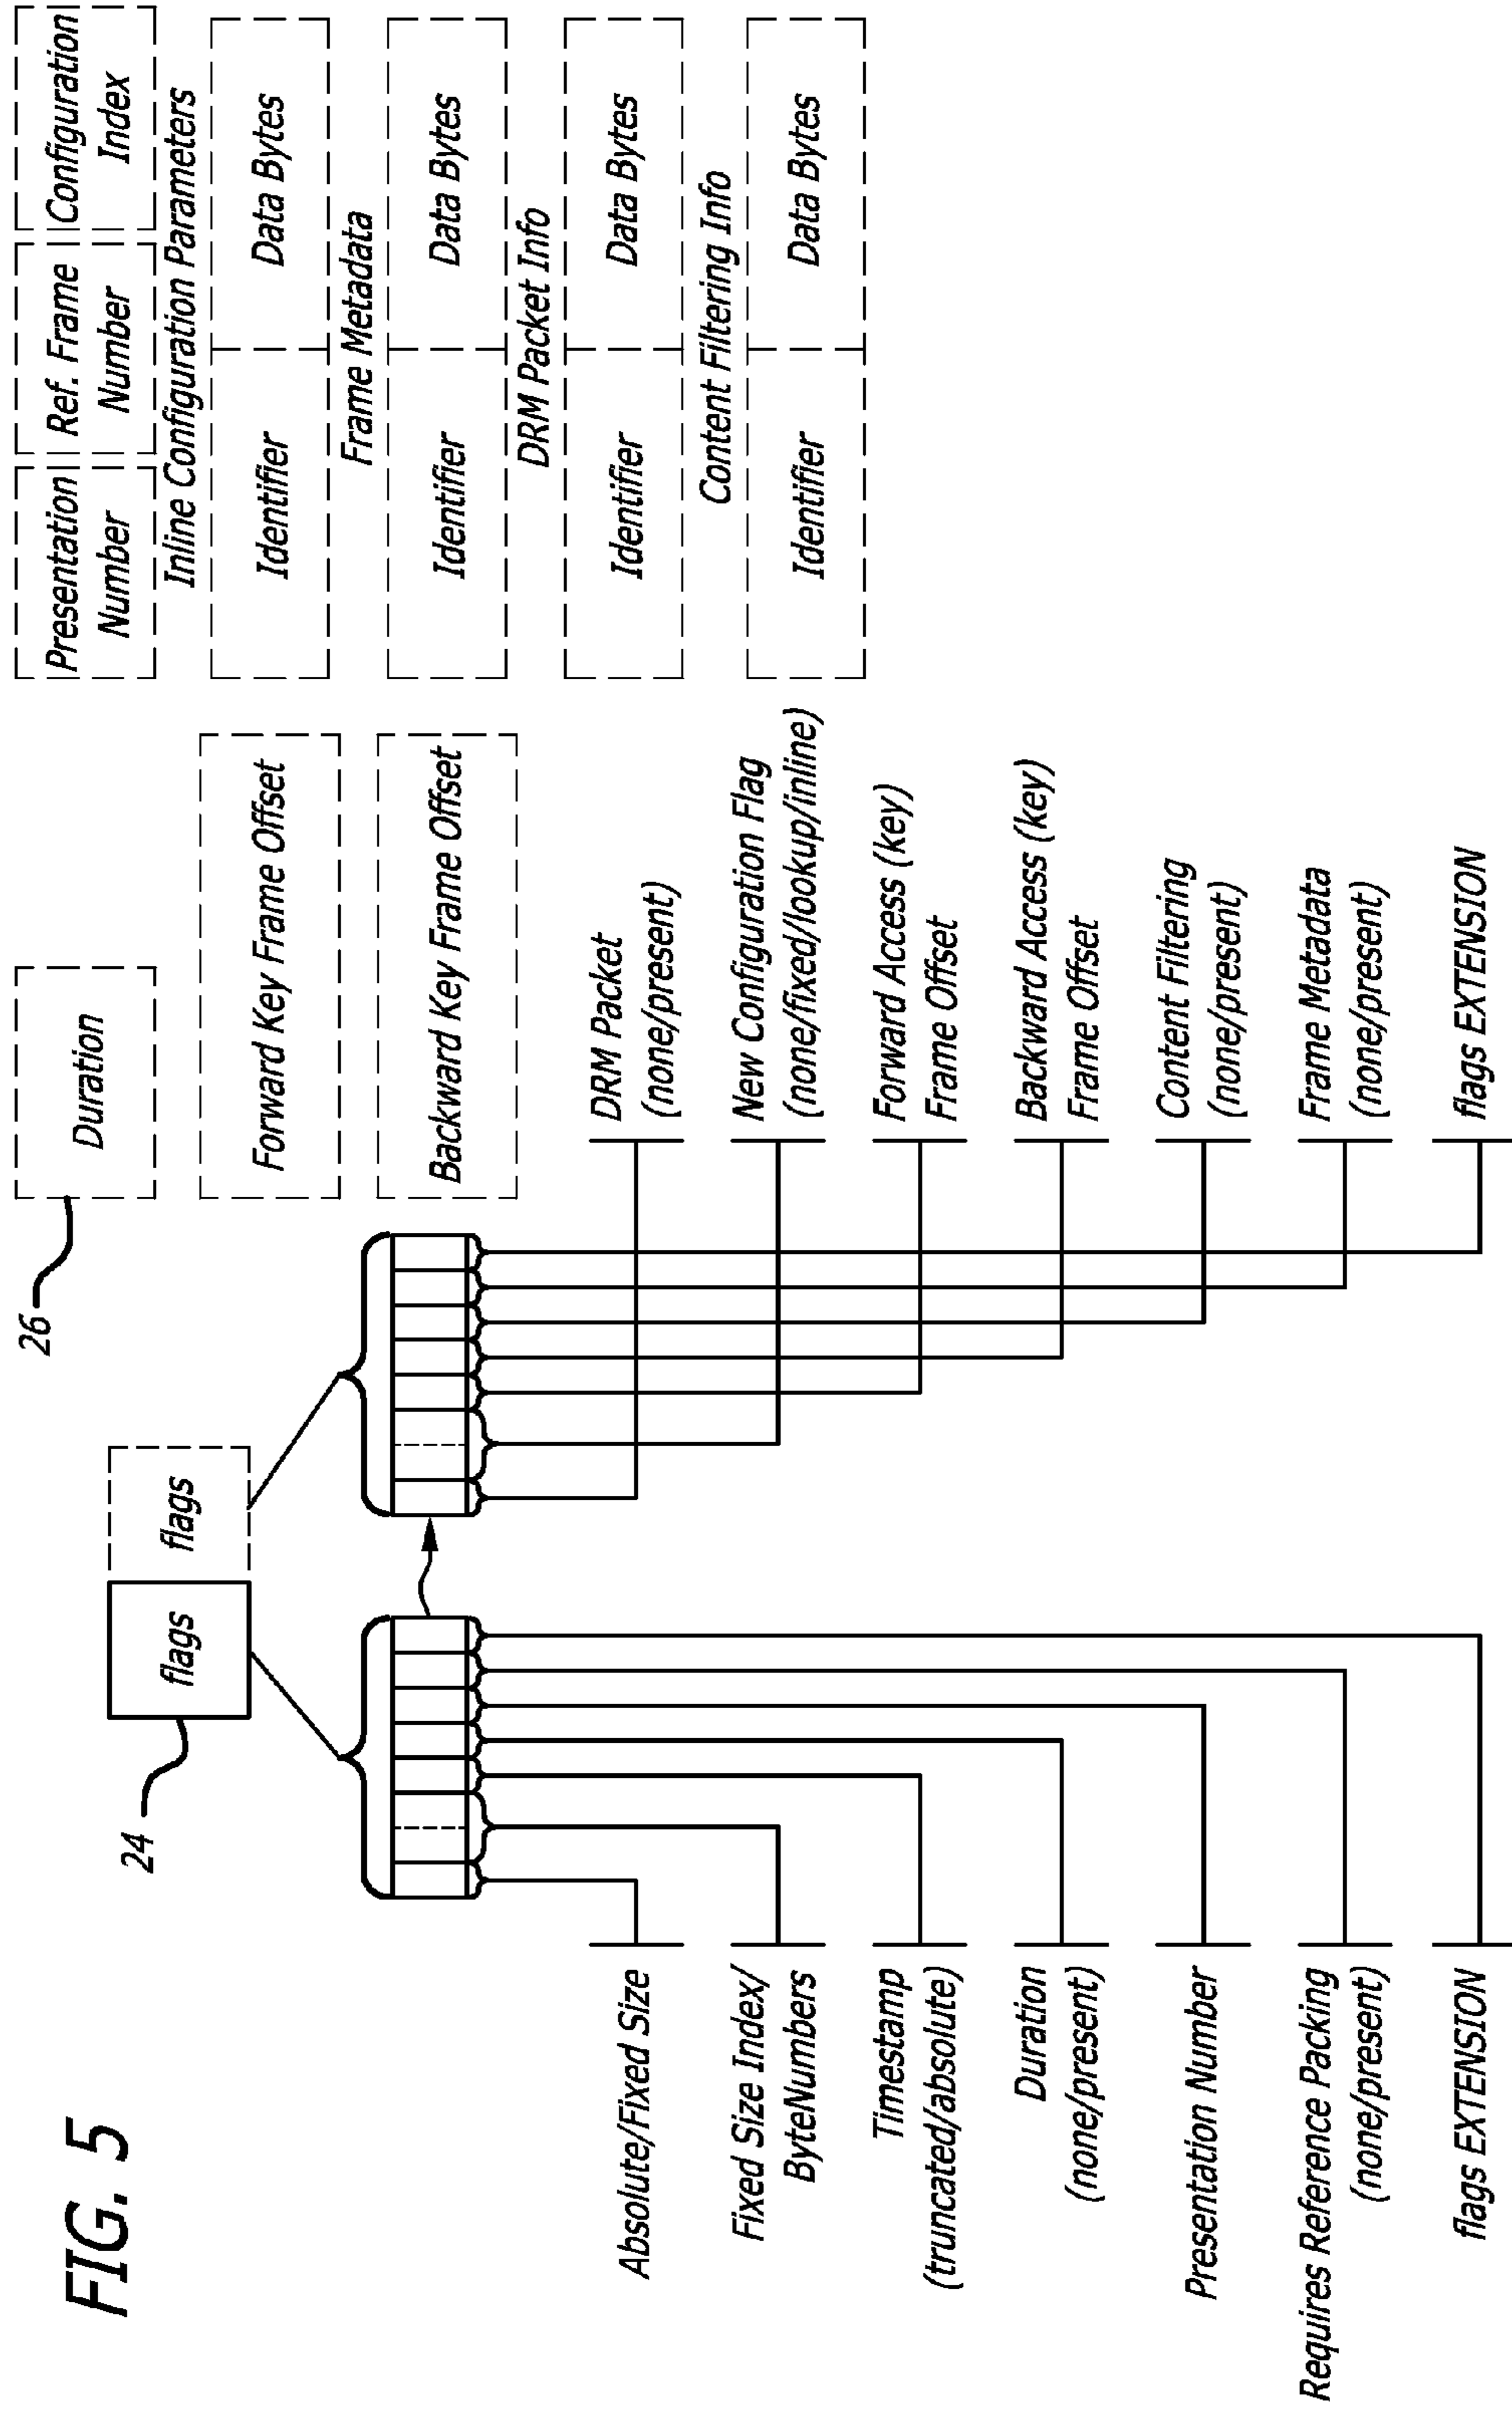 FIG. 5
24
flags
flags
26
Duration
Presentation
Number
Ref. Frame
Number
Configuration
Index
Forward Key Frame Offset
Backward Key Frame Offset
Inline Configuration Parameters
Identifier
Data Bytes
Frame Metadata
Identifier
Data Bytes
DRM Packet Info
Identifier
Data Bytes
Content Filtering Info
Identifier
Data Bytes
Absolute/Fixed Size
Fixed Size Index/
ByteNumbers
Timestamp
(truncated/absolute)
Duration
(none/present)
Presentation Number
Requires Reference Packing
(none/present)
flags EXTENSION
DRM Packet
(none/present)
New Configuration Flag
(none/fixed/lookup/inline)
Forward Access (key)
Frame Offset
Backward Access (key)
Frame Offset
Content Filtering
(none/present)
Frame Metadata
(none/present)
flags EXTENSION